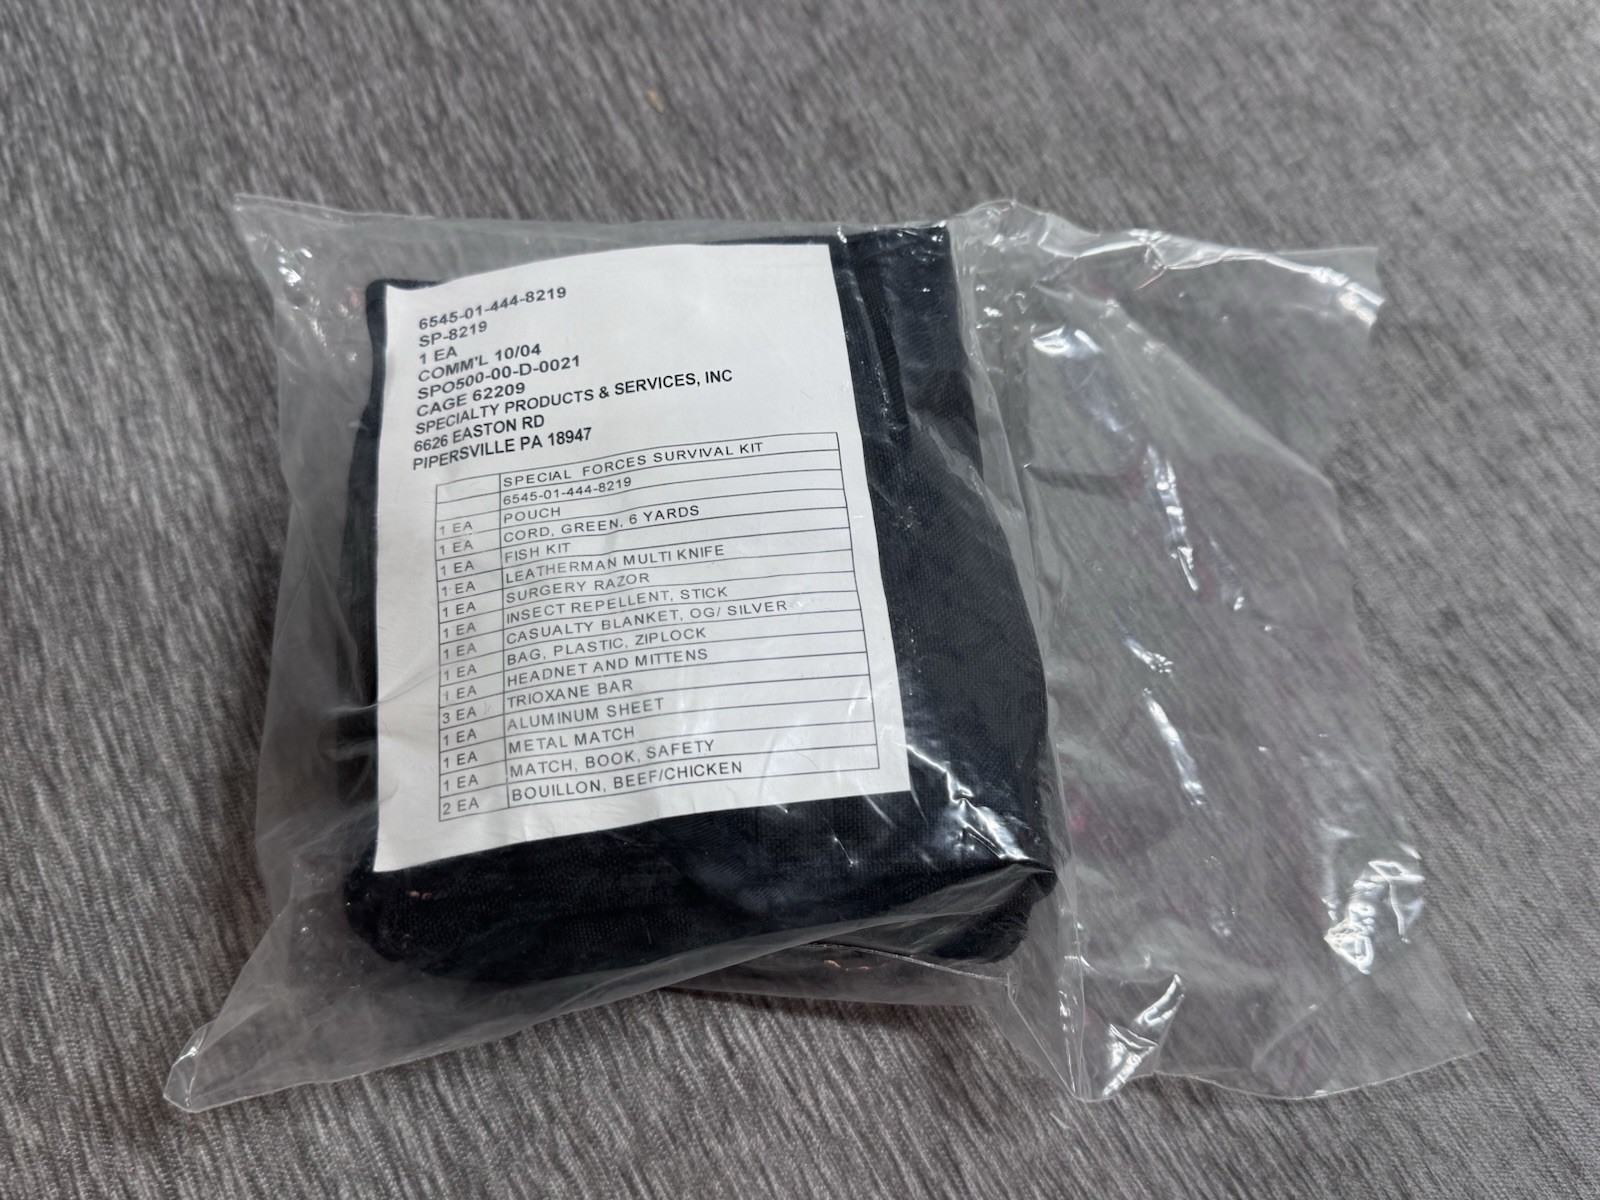 6545-01-444-8219
SP-8219
1 EA
COMM'L 10/04
SPO500-00-D-0021
CAGE 62209
SPECIALTY PRODUCTS & SERVICES, INC
6626 EASTON RD
PIPERSVILLE PA 18947
SPECIAL FORCES SURVIVAL KIT
6545-01-444-8219
1 EA POUCH
1 EA CORD, GREEN, 6 YARDS
1 EA FISH KIT
1 EA LEATHERMAN MULTI KNIFE
1 EA SURGERY RAZOR
1 EA INSECT REPELLENT, STICK
1 EA CASUALTY BLANKET, OG/ SILVER
1 EA BAG, PLASTIC, ZIPLOCK
1 EA HEADNET AND MITTENS
3 EA TRIOXANE BAR
1 EA ALUMINUM SHEET
1 EA METAL MATCH
1 EA MATCH, BOOK, SAFETY
2 EA BOUILLON, BEEF/CHICKEN